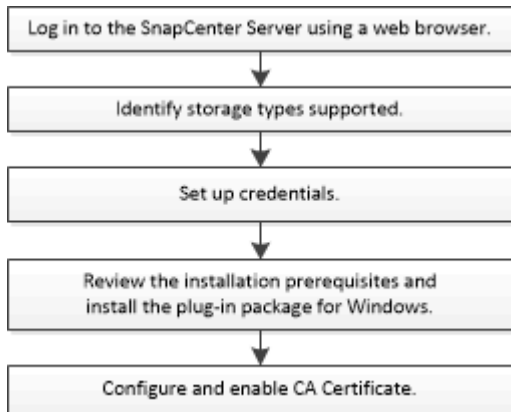 Log in to the SnapCenter Server using a web browser.
Identify storage types supported.
Set up credentials.
Review the installation prerequisites and
install the plug-in package for Windows.
Configure and enable CA Certificate.